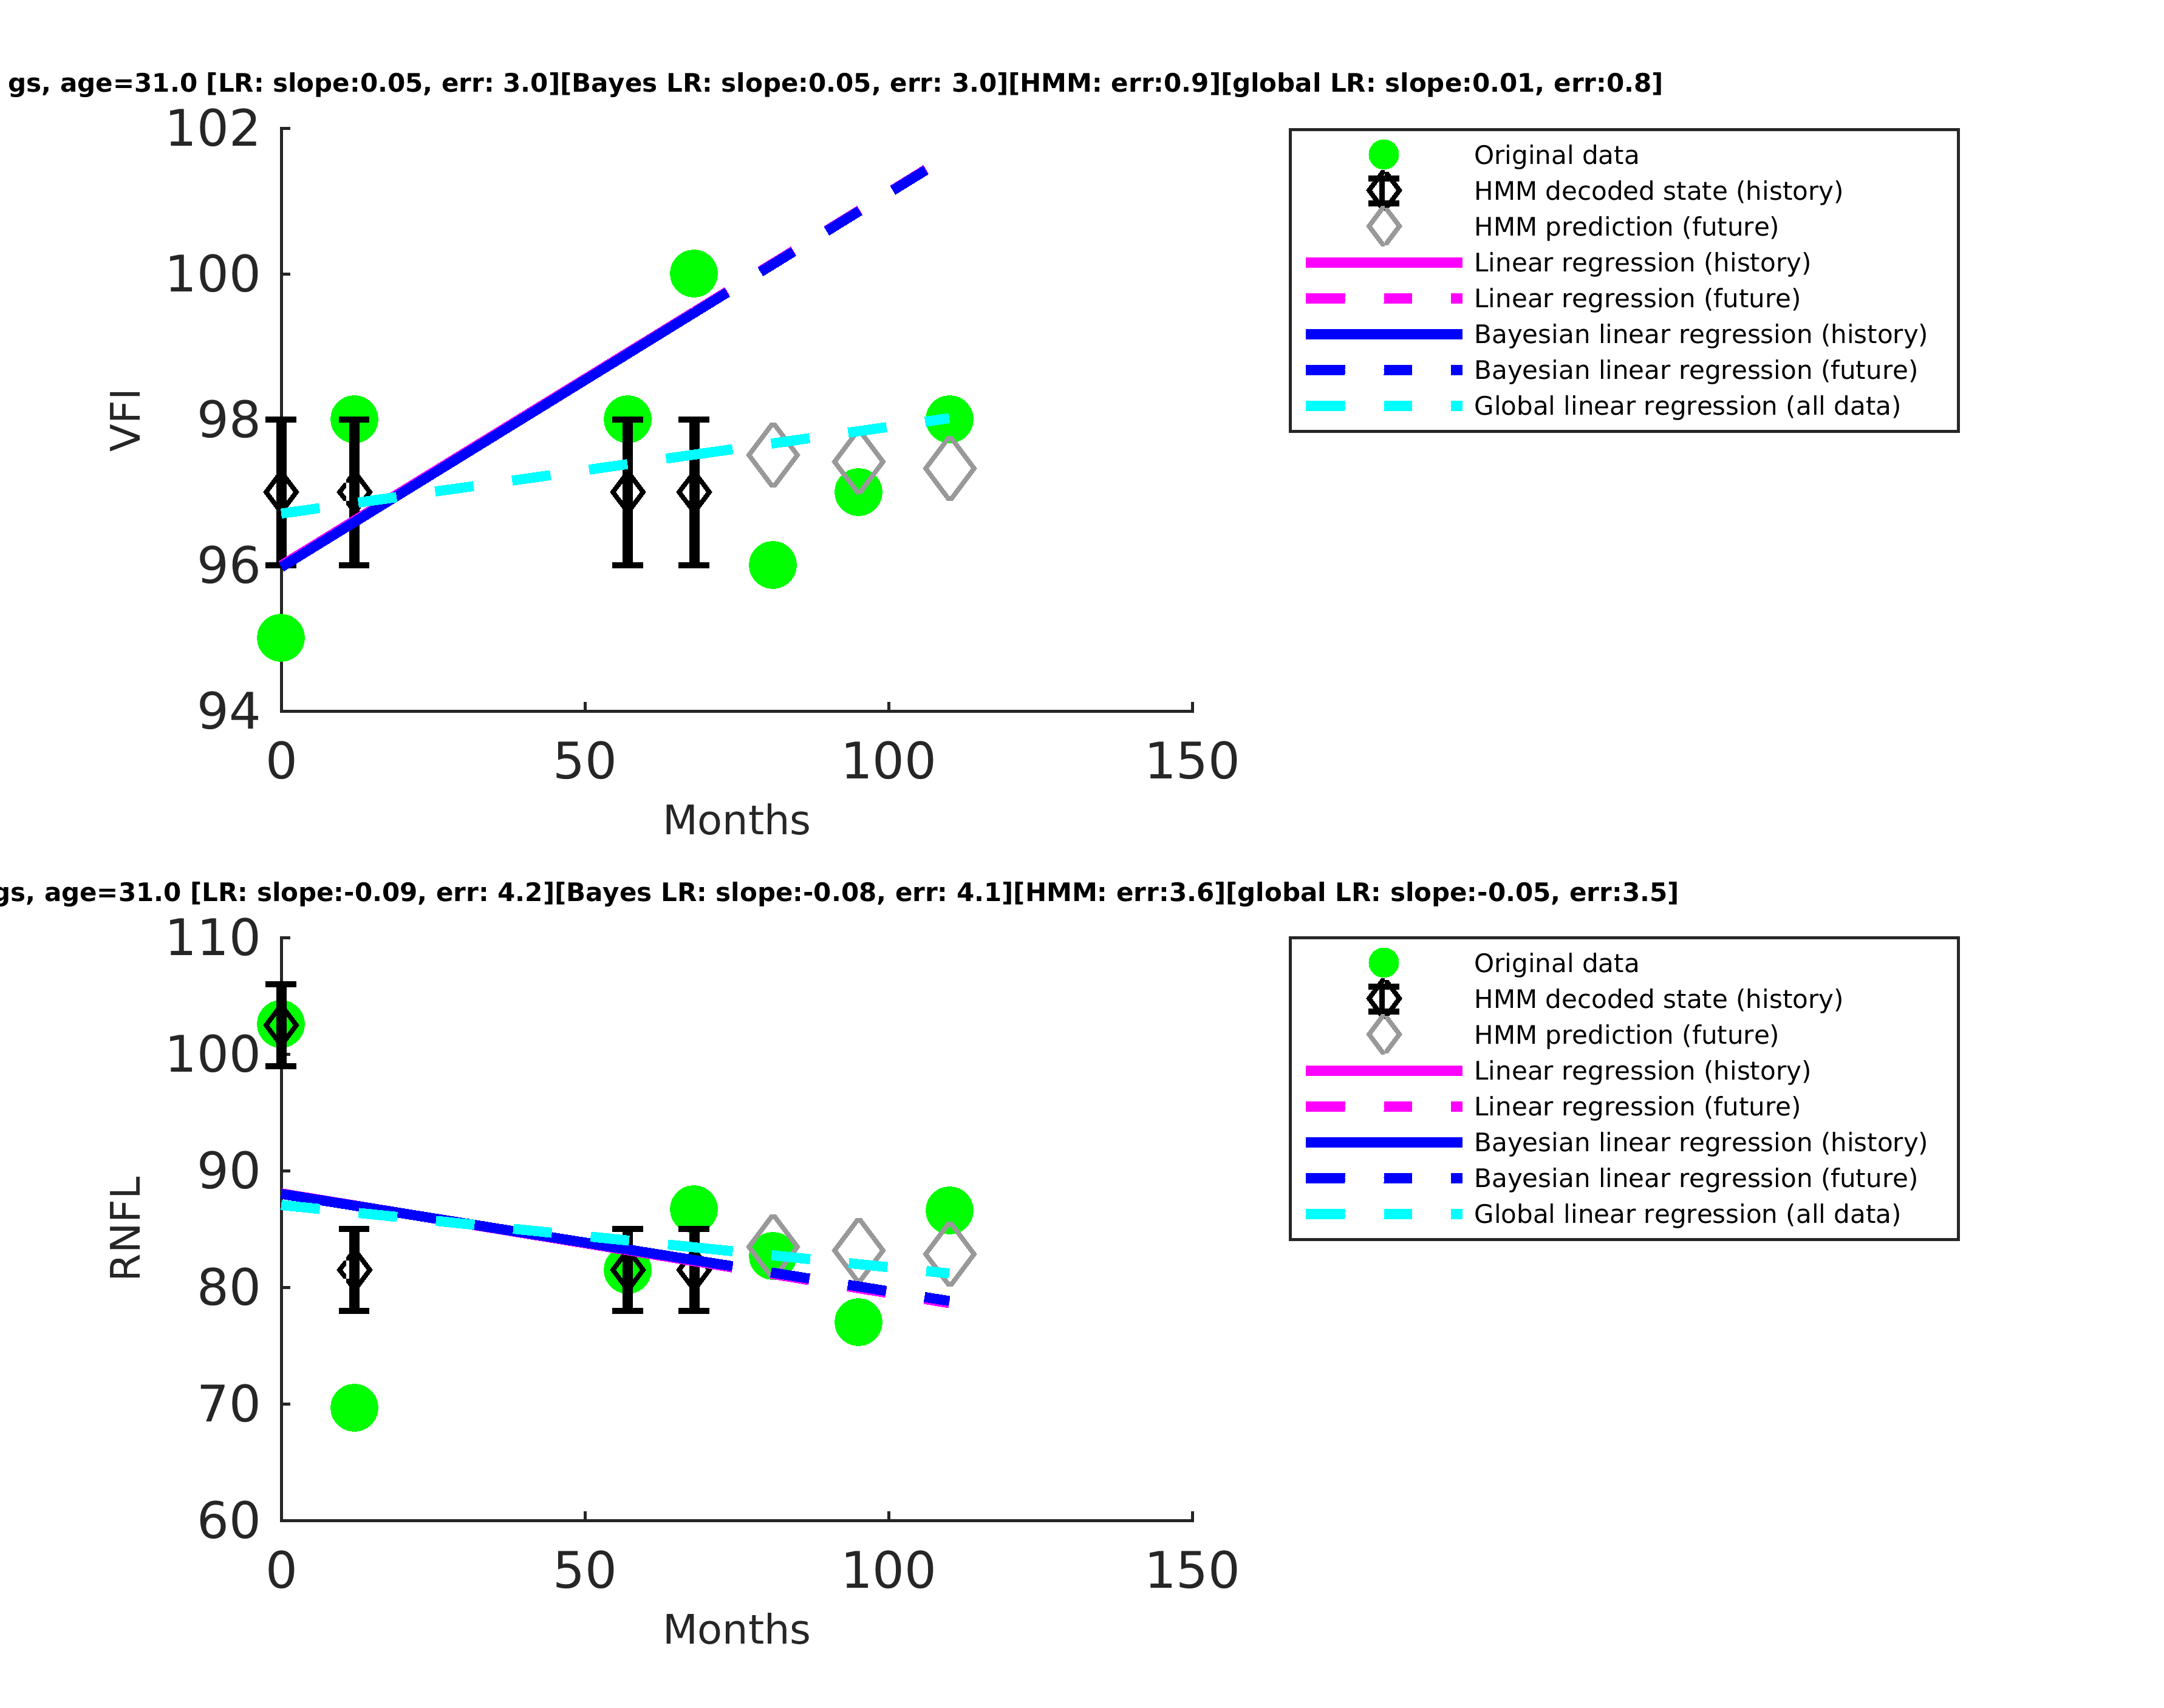 gs, age=31.0 [LR: slope:0.05, err: 3.0][Bayes LR: slope:0.05, err: 3.0][HMM: err:0.9][global LR: slope:0.01, err:0.8]
102
100
98
96
94
VFI
0 50 100 150
Months
Original data
HMM decoded state (history)
HMM prediction (future)
Linear regression (history)
Linear regression (future)
Bayesian linear regression (history)
Bayesian linear regression (future)
Global linear regression (all data)
gs, age=31.0 [LR: slope:-0.09, err: 4.2][Bayes LR: slope:-0.08, err: 4.1][HMM: err:3.6][global LR: slope:-0.05, err:3.5]
110
100
90
80
70
60
RNFL
0 50 100 150
Months
Original data
HMM decoded state (history)
HMM prediction (future)
Linear regression (history)
Linear regression (future)
Bayesian linear regression (history)
Bayesian linear regression (future)
Global linear regression (all data)